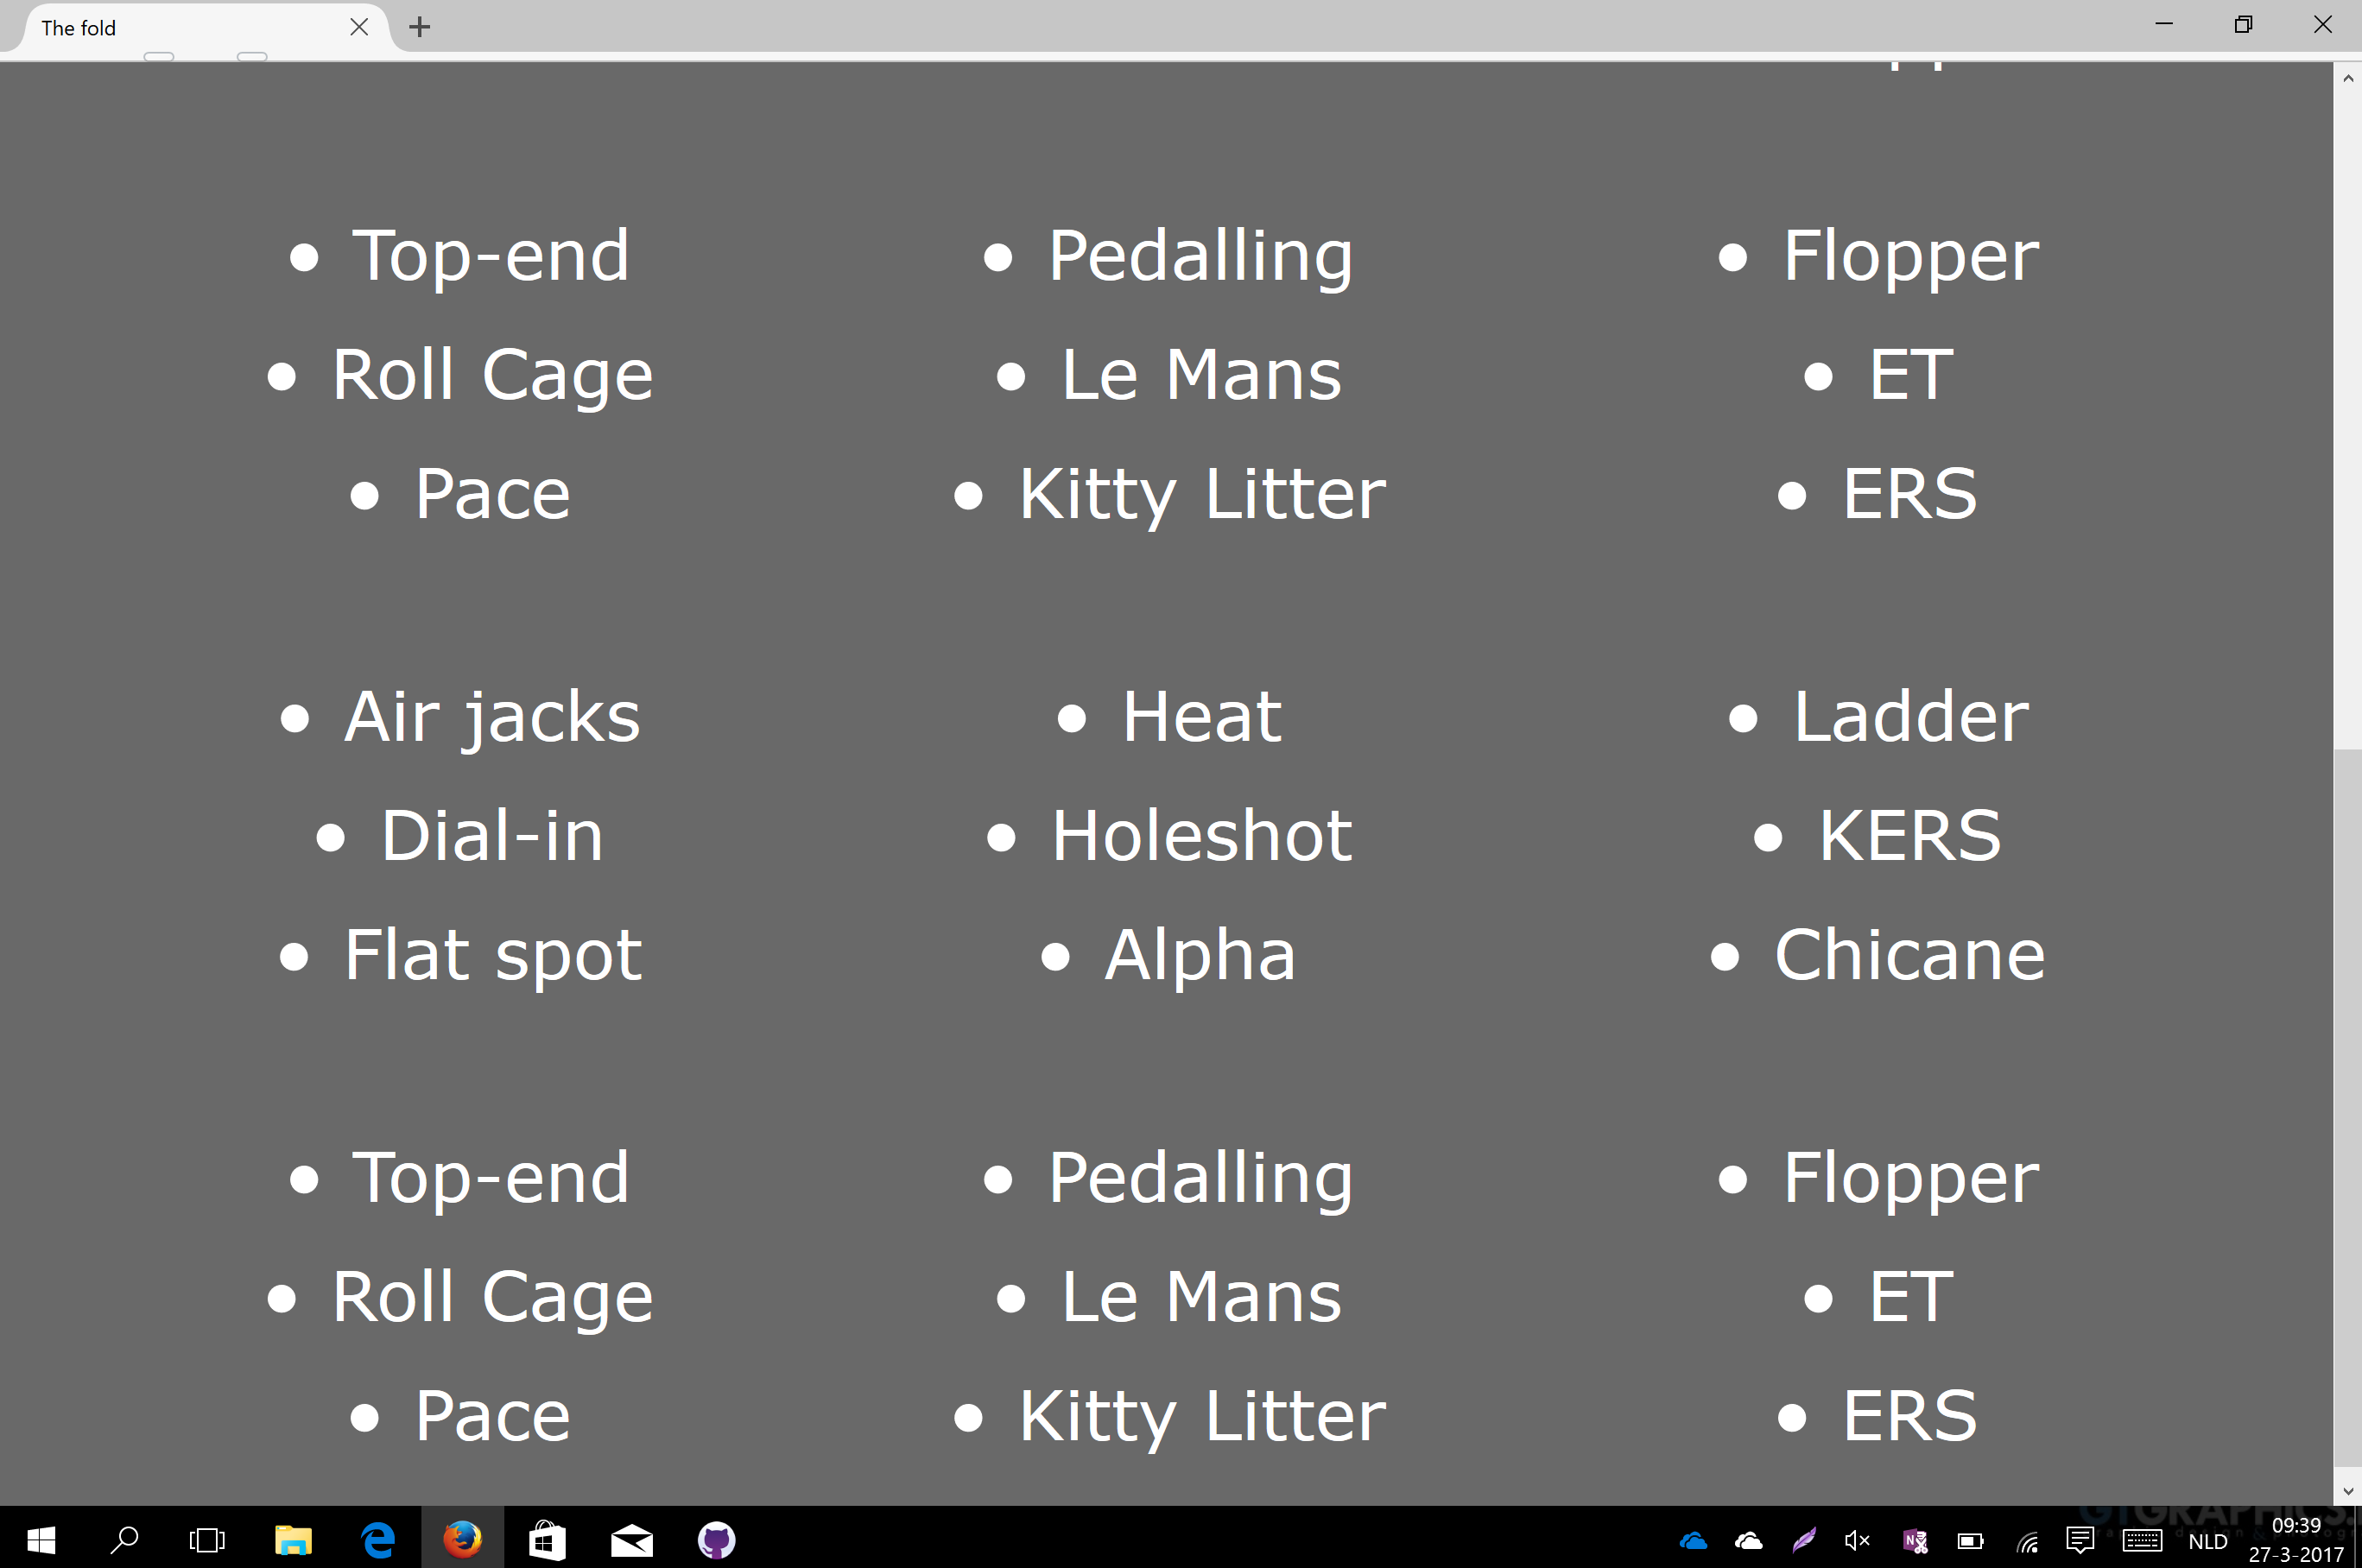 The fold
• Top-end • Pedalling • Flopper
• Roll Cage • Le Mans • ET
• Pace • Kitty Litter • ERS
• Air jacks • Heat • Ladder
• Dial-in • Holeshot • KERS
• Flat spot • Alpha • Chicane
• Top-end • Pedalling • Flopper
• Roll Cage • Le Mans • ET
• Pace • Kitty Litter • ERS
NLD
09:39
27-3-2017